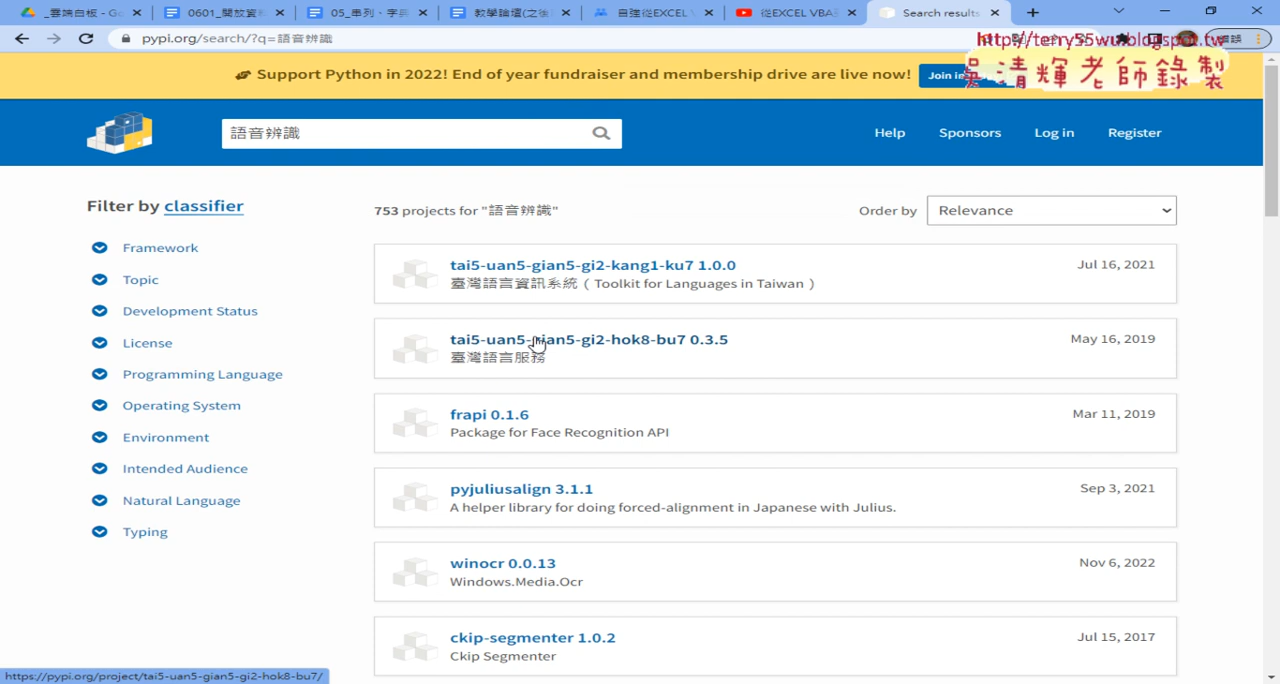 _雲端白板 - Go
0601_開放資料
05_串列、字典
教學論壇(之後
自強從EXCEL V
從EXCEL VBA
Search results
pypi.org/search/?q=語音辨識
http://terry55wu.blogspot.tw
吳清輝老師錄製
Support Python in 2022! End of year fundraiser and membership drive are live now!
Join in
語音辨識
Help
Sponsors
Log in
Register
Filter by classifier
Framework
Topic
Development Status
License
Programming Language
Operating System
Environment
Intended Audience
Natural Language
Typing
753 projects for "語音辨識"
Order by
Relevance
tai5-uan5-gian5-gi2-kang1-ku7 1.0.0
Jul 16, 2021
臺灣語言資訊系統 ( Toolkit for Languages in Taiwan )
tai5-uan5-gian5-gi2-hok8-bu7 0.3.5
May 16, 2019
臺灣語言服務
frapi 0.1.6
Mar 11, 2019
Package for Face Recognition API
pyjuliusalign 3.1.1
Sep 3, 2021
A helper library for doing forced-alignment in Japanese with Julius.
winocr 0.0.13
Nov 6, 2022
Windows.Media.Ocr
ckip-segmenter 1.0.2
Jul 15, 2017
Ckip Segmenter
https://pypi.org/project/tai5-uan5-gian5-gi2-hok8-bu7/